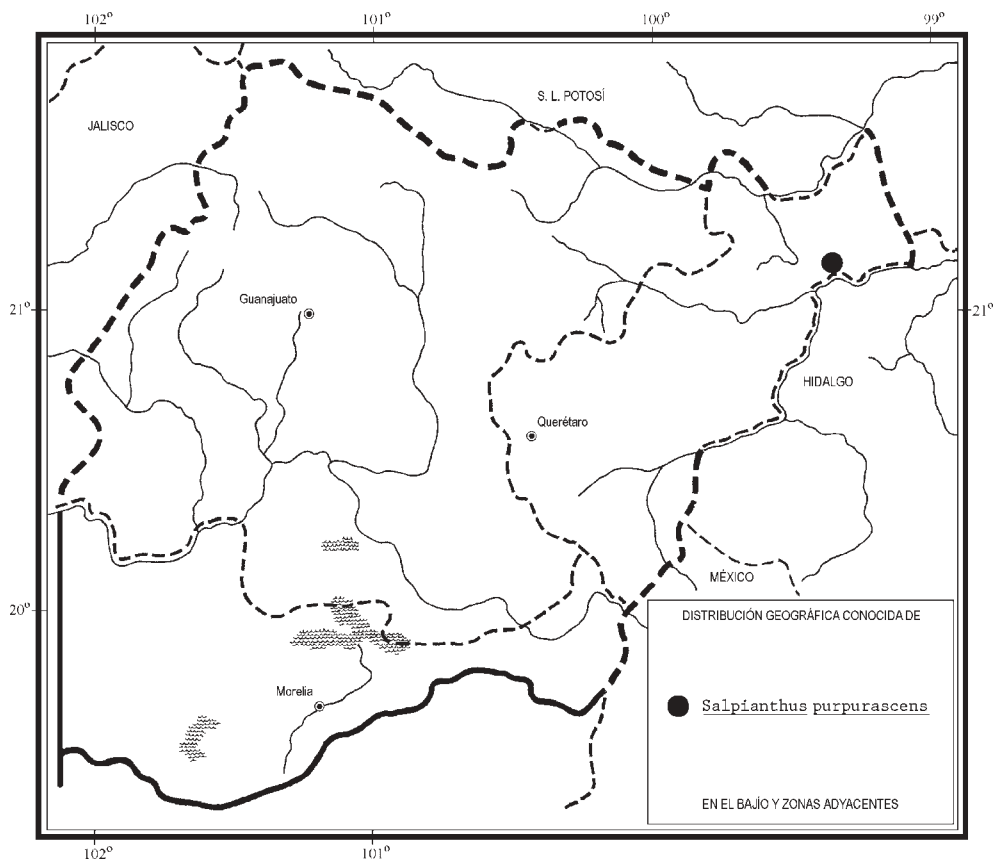 102º 101º 100º 99º
S. L. POTOSÍ
JALISCO
Guanajuato
21º 21º
HIDALGO
Querétaro
MÉXICO
20º
DISTRIBUCIÓN GEOGRÁFICA CONOCIDA DE
Morelia
Salpianthus purpurascens
EN EL BAJÍO Y ZONAS ADYACENTES
102º 101º